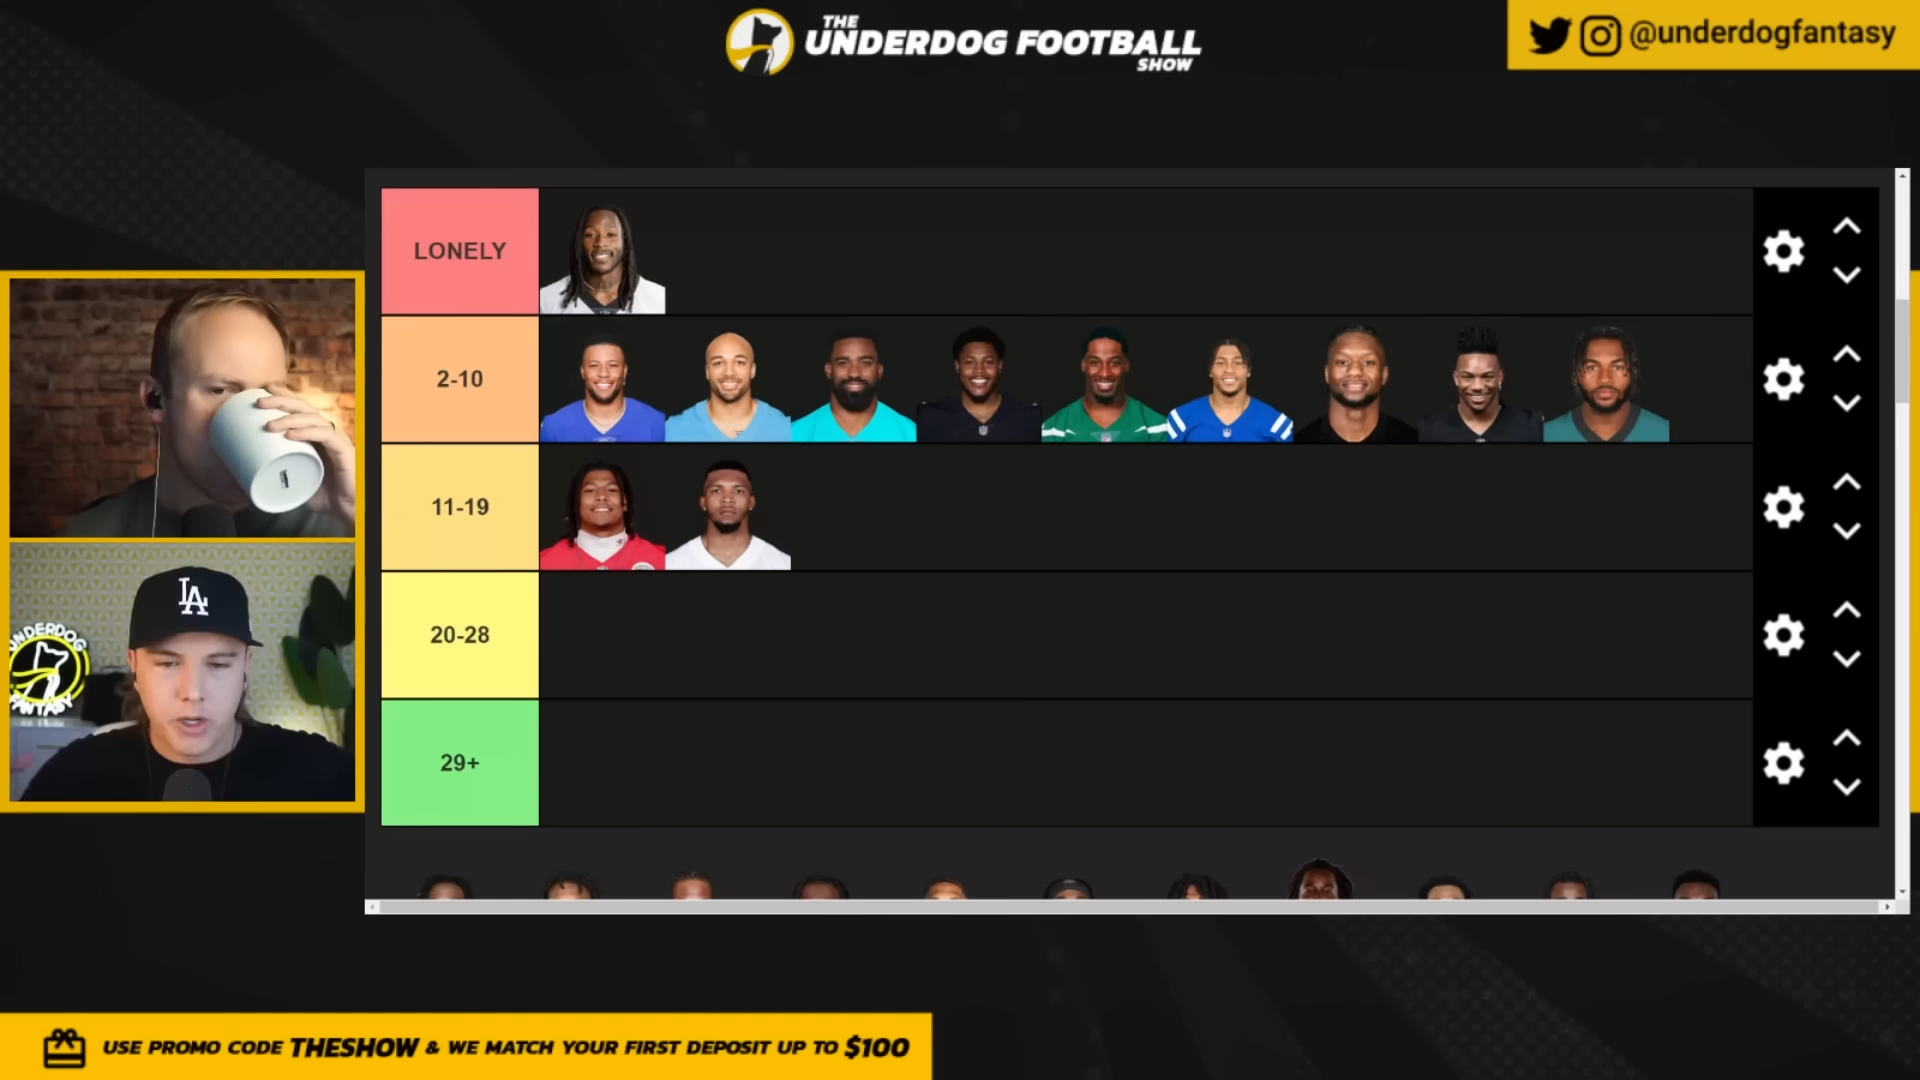 THE
UNDERDOG FOOTBALL
SHOW
@underdogfantasy
LONELY
2-10
11-19
20-28
29+
LA
UNDERDOG
FANTASY
USE PROMO CODE THESHOW & WE MATCH YOUR FIRST DEPOSIT UP TO $100